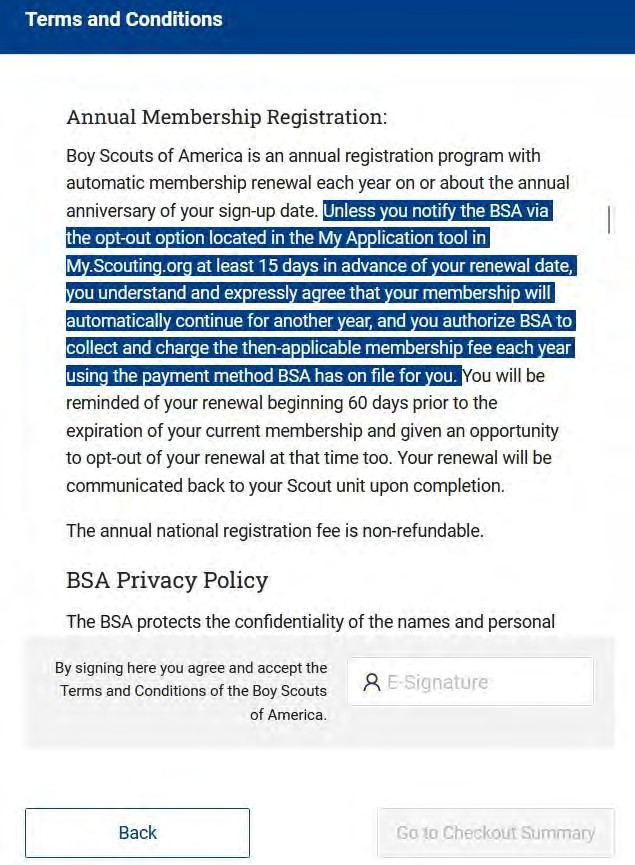 Terms and Conditions
Annual Membership Registration:
Boy Scouts of America is an annual registration program with
automatic membership renewal each year on or about the annual
anniversary of your sign-up date. Unless you notify the BSA via
the opt-out option located in the My Application tool in
My.Scouting.org at least 15 days in advance of your renewal date,
you understand and expressly agree that your membership will
automatically continue for another year, and you authorize BSA to
collect and charge the then-applicable membership fee each year
using the payment method BSA has on file for you. You will be
reminded of your renewal beginning 60 days prior to the
expiration of your current membership and given an opportunity
to opt-out of your renewal at that time too. Your renewal will be
communicated back to your Scout unit upon completion.
The annual national registration fee is non-refundable.
BSA Privacy Policy
The BSA protects the confidentiality of the names and personal
By signing here you agree and accept the
Terms and Conditions of the Boy Scouts
of America.
E-Signature
Back
Go to Checkout Summary